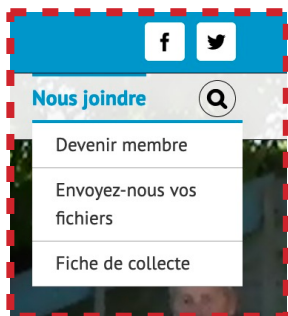 Nous joindre
Devenir membre
Envoyez-nous vos
fichiers
Fiche de collecte